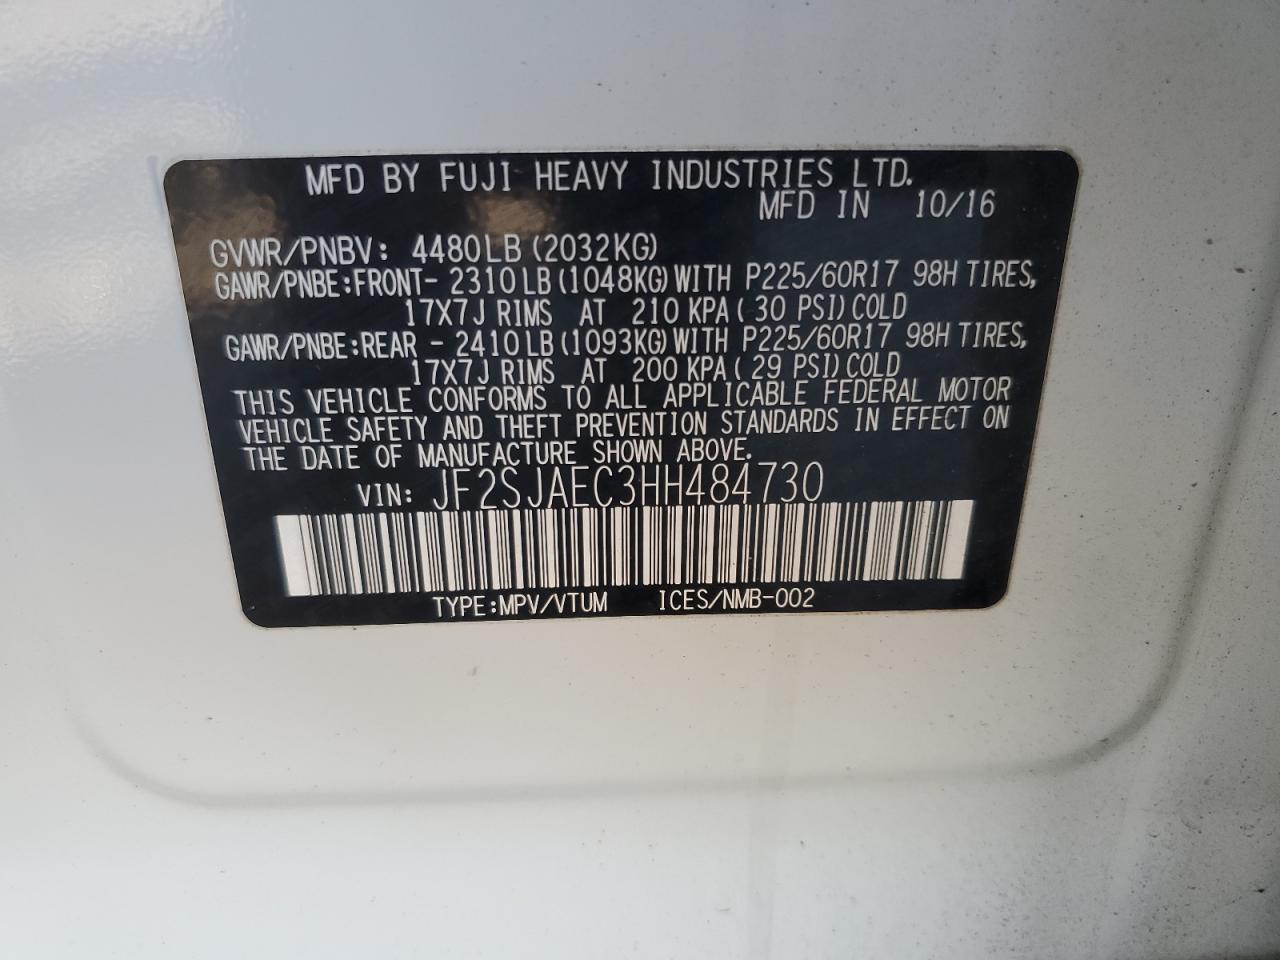 MFD BY FUJI HEAVY INDUSTRIES LTD.
MFD IN 10/16
GVWR/PNBV: 4480LB (2032KG)
GAWR/PNBE:FRONT- 2310LB (1048KG) WITH P225/60R17 98H TIRES,
17X7J RIMS AT 210 KPA ( 30 PSI) COLD
GAWR/PNBE:REAR - 2410LB (1093KG) WITH P225/60R17 98H TIRES,
17X7J RIMS AT 200 KPA ( 29 PSI) COLD
THIS VEHICLE CONFORMS TO ALL APPLICABLE FEDERAL MOTOR
VEHICLE SAFETY AND THEFT PREVENTION STANDARDS IN EFFECT ON
THE DATE OF MANUFACTURE SHOWN ABOVE.
VIN: JF2SJAEC3HH484730
TYPE:MPV/VTUM ICES/NMB-002